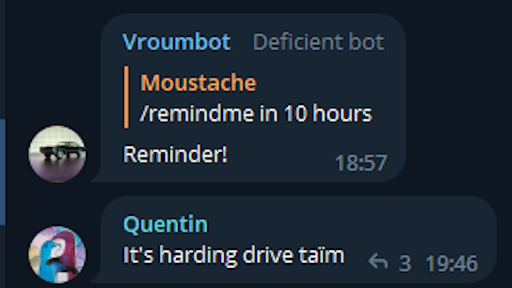 Vroumbot Deficient bot
Moustache
/remindme in 10 hours
Reminder!
18:57
Quentin
It's harding drive taïm 3 19:46